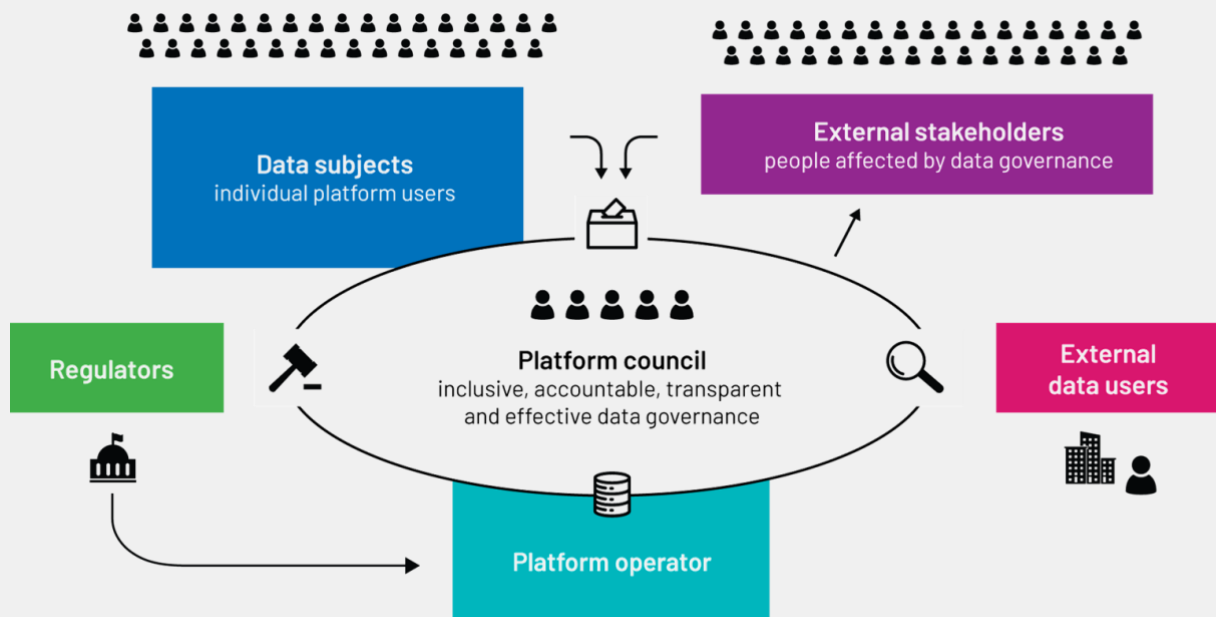 Data subjects
individual platform users
External stakeholders
people affected by data governance
Regulators
Platform council
inclusive, accountable, transparent
and effective data governance
External
data users
Platform operator